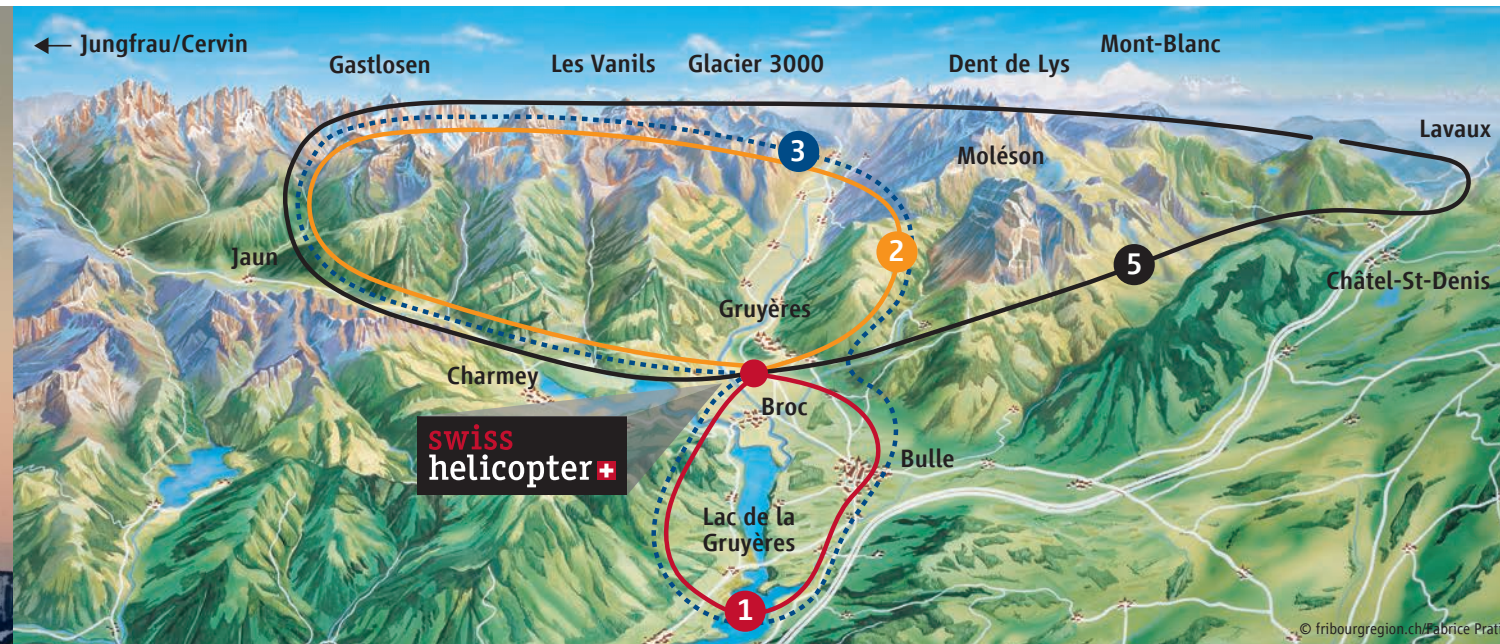 ← Jungfrau/Cervin
Gastlosen
Les Vanils
Glacier 3000
Dent de Lys
Mont-Blanc
Lavaux
3
Moléson
2
5
Jaun
Châtel-St-Denis
Gruyères
Charmey
Broc
swiss
helicopter
Bulle
Lac de la
Gruyères
1
© fribourgregion.ch/Fabrice Prat